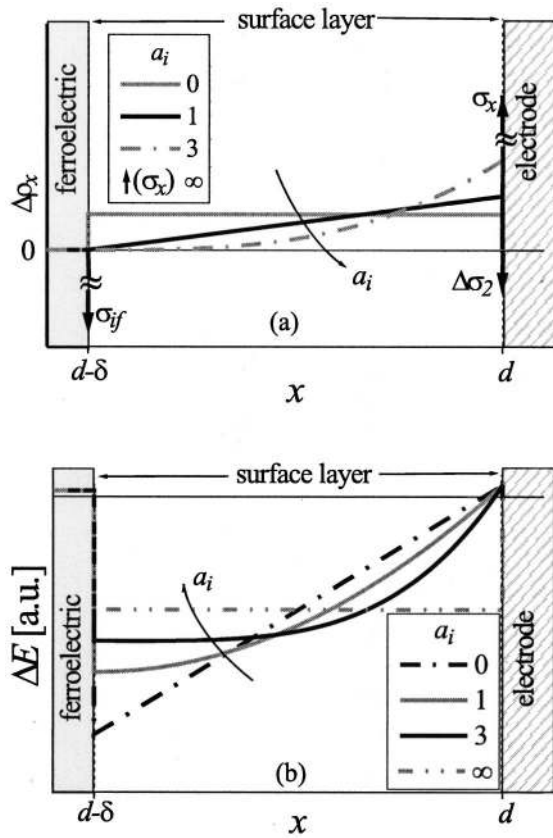 surface layer
ferroelectric
electrode
a_i
0
1
3
(σ_x) ∞
Δρ_x
0
σ_x
a_i
σ_if
Δσ_2
(a)
d-δ
x
d
surface layer
ferroelectric
electrode
a_i
ΔE [a.u.]
a_i
0
1
3
∞
(b)
d-δ
x
d